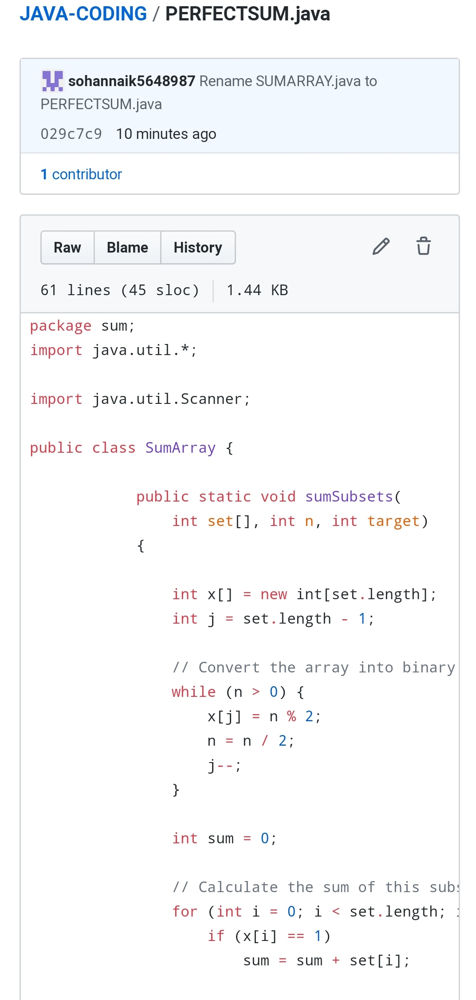 JAVA-CODING / PERFECTSUM.java
sohannaik5648987 Rename SUMARRAY.java to
PERFECTSUM.java
029c7c9 10 minutes ago
1 contributor
Raw Blame History
61 lines (45 sloc) 1.44 KB
package sum;
import java.util.*;
import java.util.Scanner;
public class SumArray {
public static void sumSubsets(
int set[], int n, int target)
{
int x[] = new int[set.length];
int j = set.length - 1;
// Convert the array into binary
while (n > 0) {
x[j] = n % 2;
n = n / 2;
j--;
}
int sum = 0;
// Calculate the sum of this
for (int i = 0; i < set.length;
if (x[i] == 1)
sum = sum + set[i];